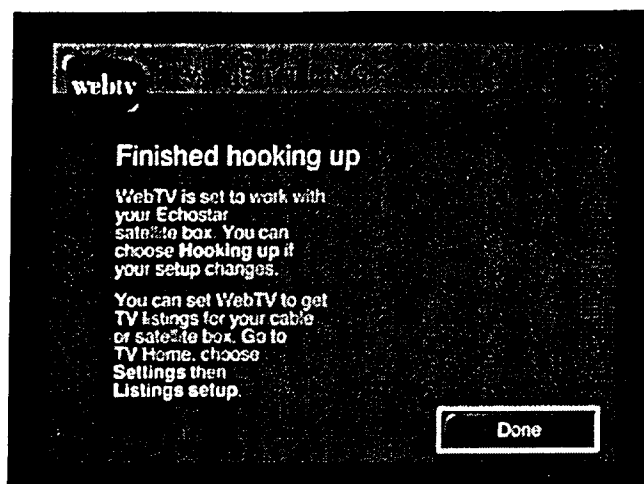 webtv
Finished hooking up
WebTV is set to work with
your Echostar
satellite box. You can
choose Hooking up if
your setup changes.
You can set WebTV to get
TV listings for your cable
or satellite box. Go to
TV Home, choose
Settings then
Listings setup.
Done